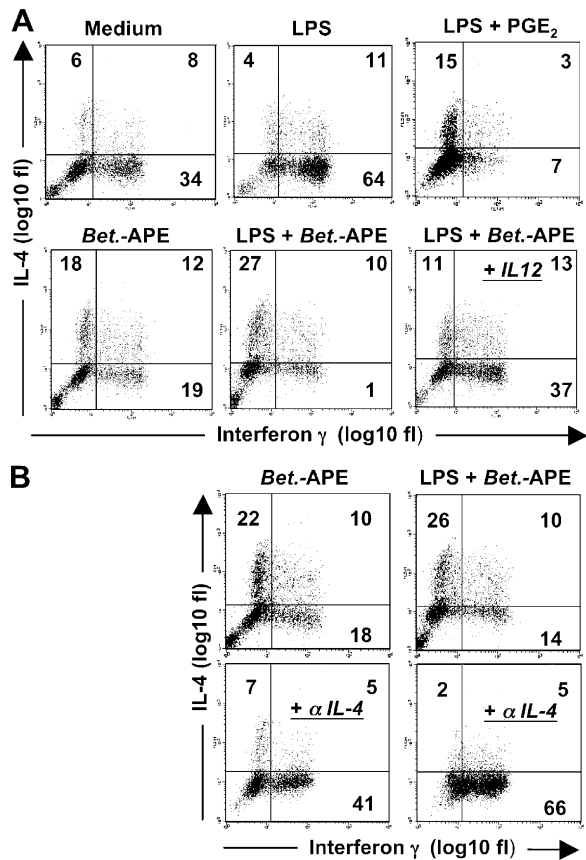 A
Medium
LPS
LPS + PGE2
6 8
4 11
15 3
34
64
7
Bet.-APE
LPS + Bet.-APE
LPS + Bet.-APE
18 12
27 10
11 13
+ IL12
19
1
37
IL-4 (log10 fl)
Interferon γ (log10 fl)
B
Bet.-APE
LPS + Bet.-APE
22 10
26 10
18
14
7 5
2 5
+ α IL-4
+ α IL-4
41
66
IL-4 (log10 fl)
Interferon γ (log10 fl)